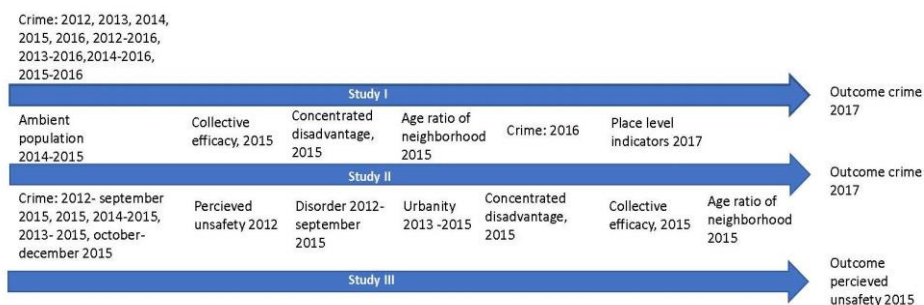 Crime: 2012, 2013, 2014,
2015, 2016, 2012-2016,
2013-2016,2014-2016,
2015-2016
Study I
Outcome crime
2017
Ambient
population
2014-2015
Collective
efficacy, 2015
Concentrated
disadvantage,
2015
Age ratio of
neighborhood
2015
Crime: 2016
Place level
indicators 2017
Study II
Outcome crime
2017
Crime: 2012- september
2015, 2015, 2014-2015,
2013- 2015, october-
december 2015
Percieved
unsafety 2012
Disorder 2012-
september
2015
Urbanity
2013 -2015
Concentrated
disadvantage,
2015
Collective
efficacy, 2015
Age ratio of
neighborhood
2015
Study III
Outcome
percieved
unsafety 2015